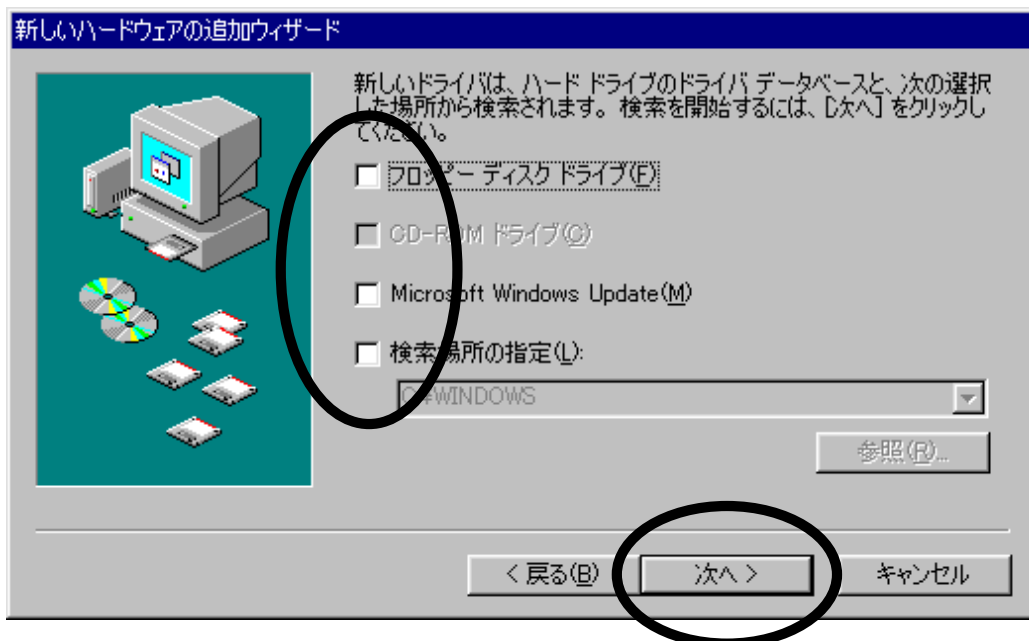 新しいハードウェアの追加ウィザード
新しいドライバは、ハード ドライブのドライバ データベースと、次の選択
した場所から検索されます。 検索を開始するには、[次へ] をクリックし
てください。
フロッピー ディスク ドライブ(F)
CD-ROM ドライブ(C)
Microsoft Windows Update(M)
検索場所の指定(L):
C:¥WINDOWS
参照(R)...
< 戻る(B)
次へ >
キャンセル